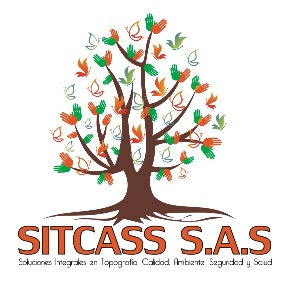 SITCASS S.A.S
Soluciones Integrales en Topografía, Calidad, Ambiente, Seguridad y Salud